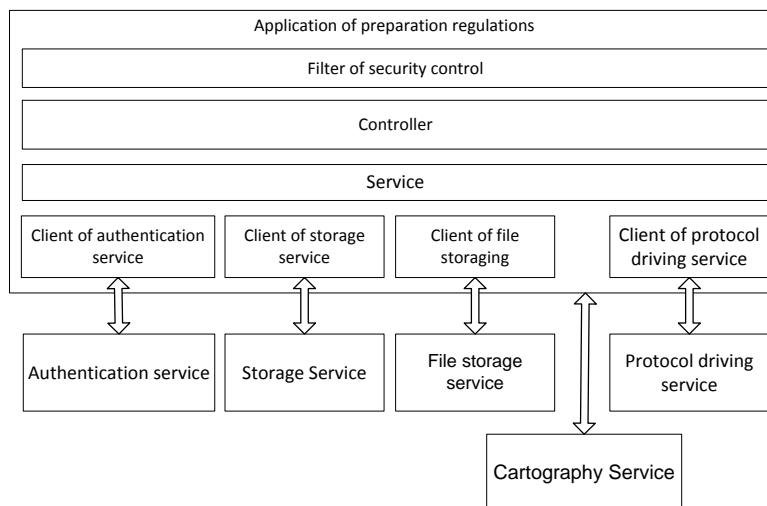 Application of preparation regulations
Filter of security control
Controller
Service
Client of authentication
service
Client of storage
service
Client of file
storaging
Client of protocol
driving service
Authentication service
Storage Service
File storage
service
Protocol driving
service
Cartography Service